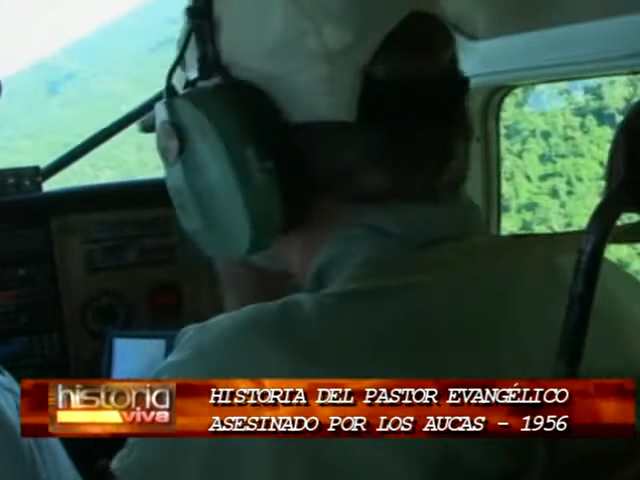 historia
viva
HISTORIA DEL PASTOR EVANGÉLICO
ASESINADO POR LOS AUCAS - 1956